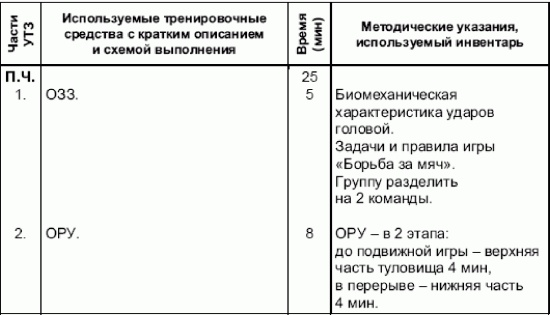 Части УТЗ
Используемые тренировочные
средства с кратким описанием
и схемой выполнения
Время (мин)
Методические указания,
используемый инвентарь
П.Ч.
25
1.
ОЗЗ.
5
Биомеханическая
характеристика ударов
головой.
Задачи и правила игры
«Борьба за мяч».
Группу разделить
на 2 команды.
2.
ОРУ.
8
ОРУ – в 2 этапа:
до подвижной игры – верхняя
часть туловища 4 мин,
в перерыве – нижняя часть
4 мин.